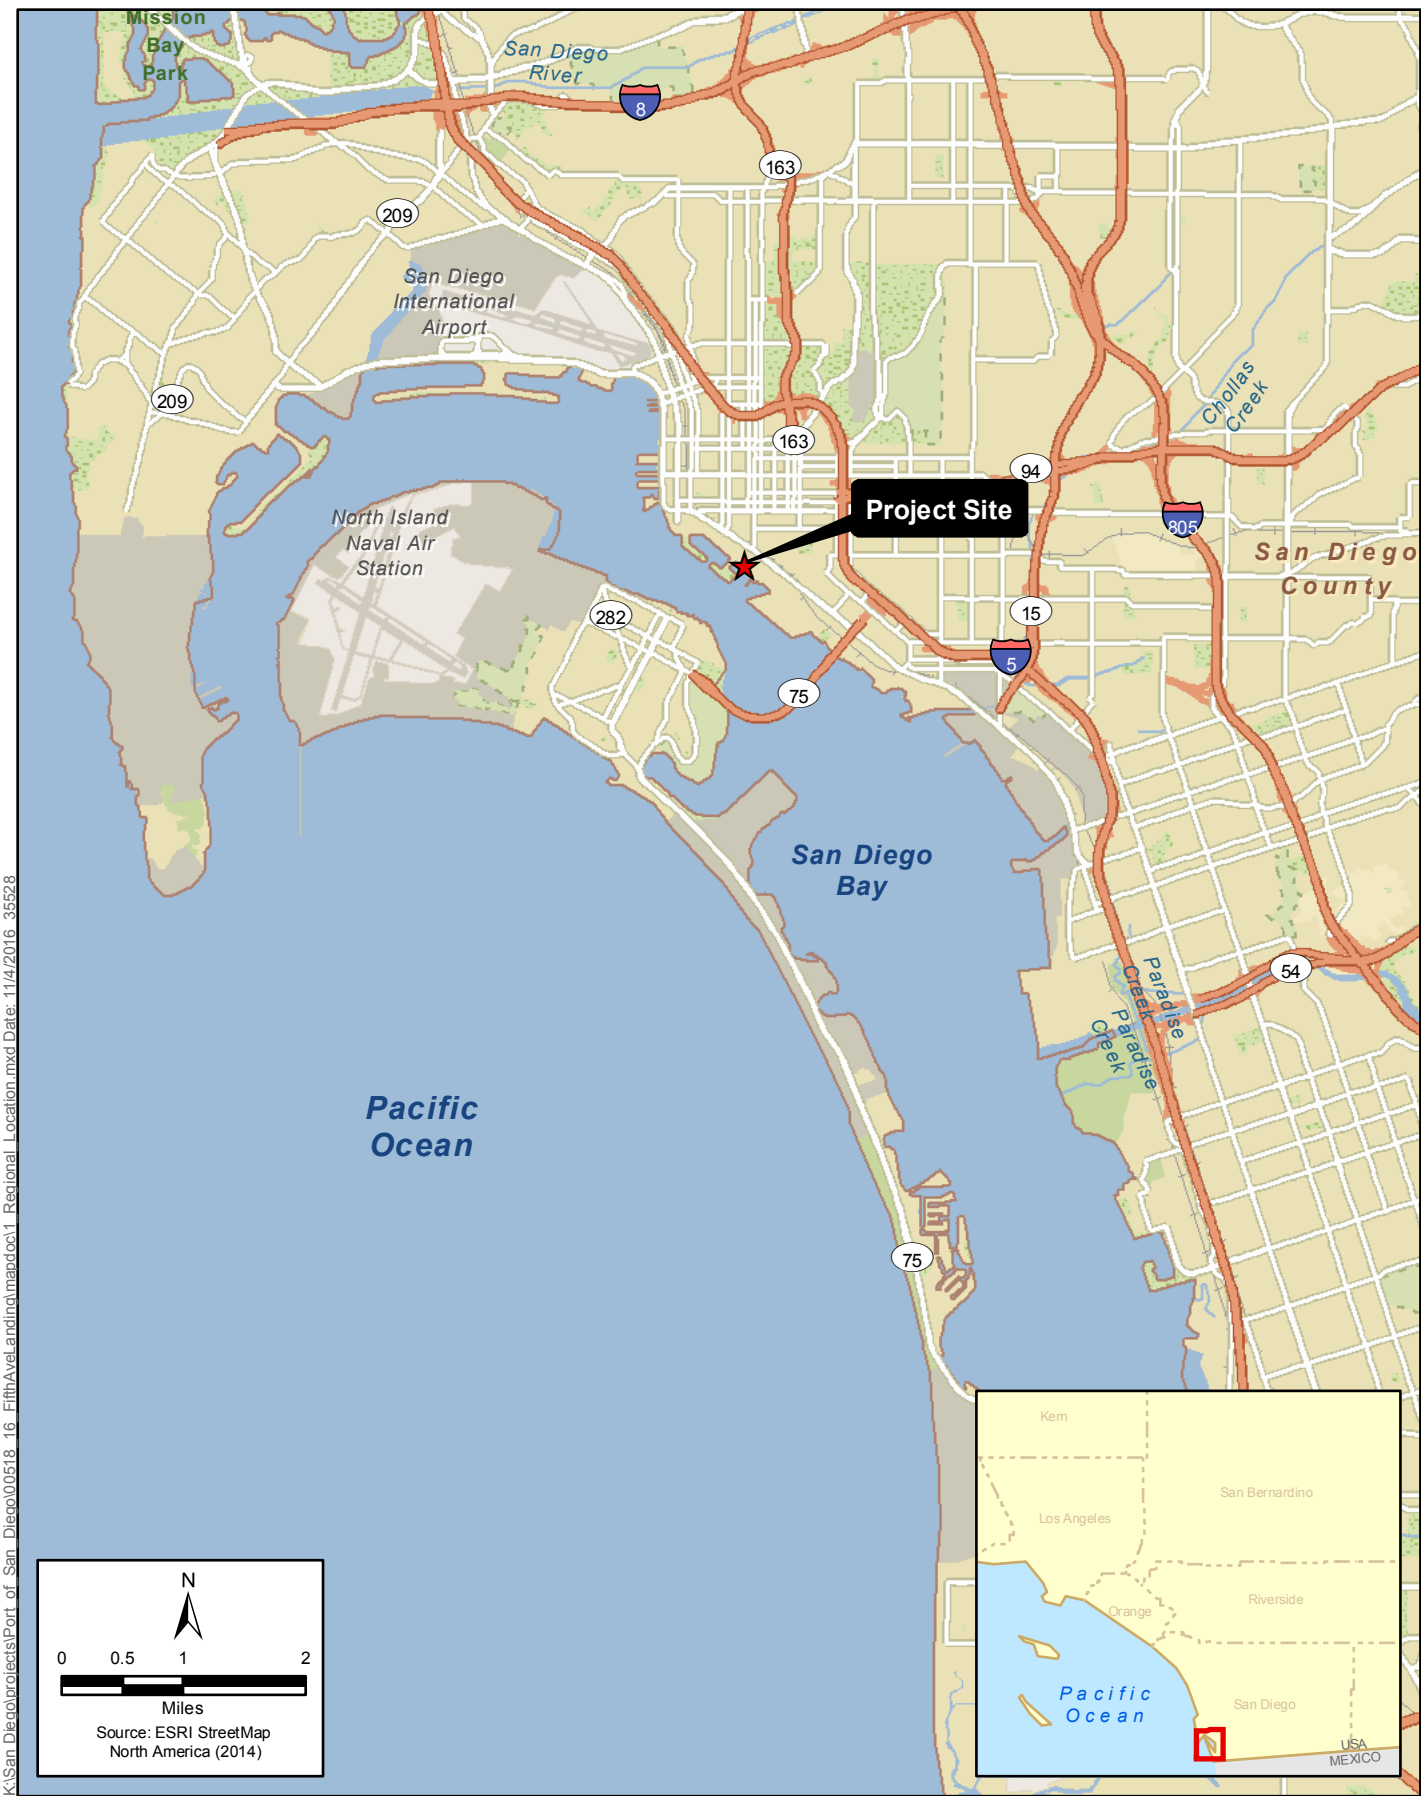 Mission
Bay
Park
San Diego
River
8
163
209
San Diego
International
Airport
209
163
Chollas
Creek
94
Project Site
805
North Island
Naval Air
Station
San Diego
County
282
15
5
75
San Diego
Bay
54
Paradise
Creek
Paradise
Creek
Pacific
Ocean
75
N
0 0.5 1 2
Miles
Source: ESRI StreetMap
North America (2014)
Kern
San Bernardino
Los Angeles
Riverside
Orange
San Diego
Pacific
Ocean
USA
MEXICO
K:\San Diego\projects\Port_of_San_Diego\00518_16_FifthAveLanding\mapdoc\1_Regional_Location.mxd Date: 11/4/2016 35528